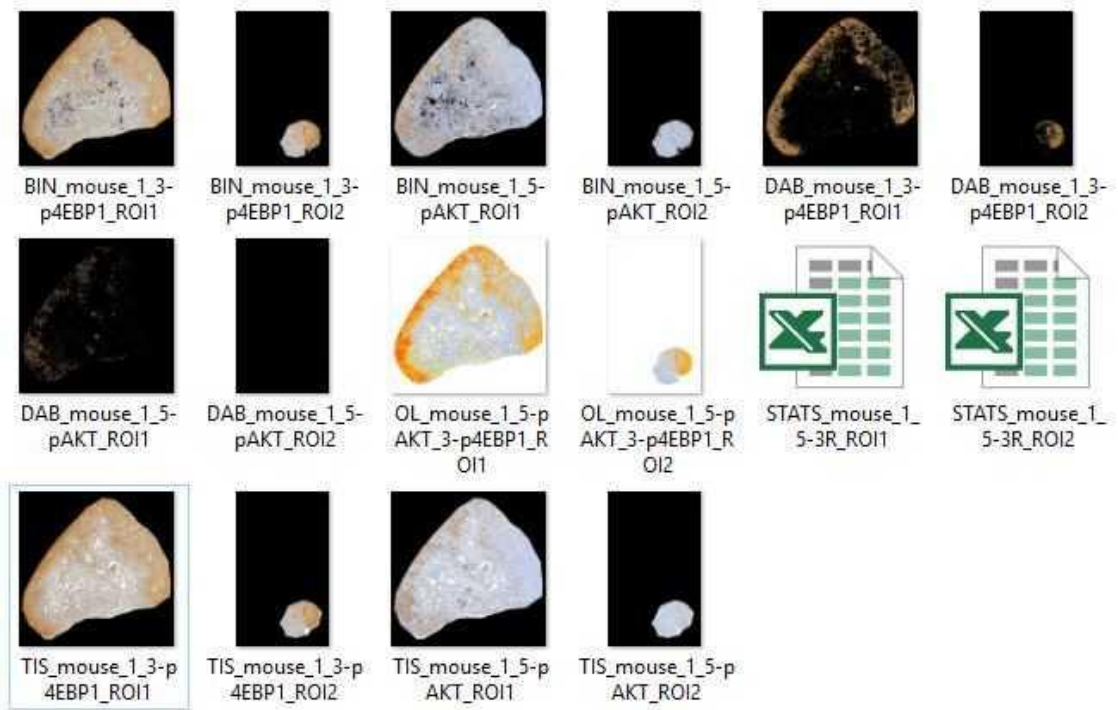 BIN_mouse_1_3-
p4EBP1_ROI1
BIN_mouse_1_3-
p4EBP1_ROI2
BIN_mouse_1_5-
pAKT_ROI1
BIN_mouse_1_5-
pAKT_ROI2
DAB_mouse_1_3-
p4EBP1_ROI1
DAB_mouse_1_3-
p4EBP1_ROI2
DAB_mouse_1_5-
pAKT_ROI1
DAB_mouse_1_5-
pAKT_ROI2
OL_mouse_1_5-p
AKT_3-p4EBP1_R
OI1
OL_mouse_1_5-p
AKT_3-p4EBP1_R
OI2
STATS_mouse_1_
5-3R_ROI1
STATS_mouse_1_
5-3R_ROI2
TIS_mouse_1_3-p
4EBP1_ROI1
TIS_mouse_1_3-p
4EBP1_ROI2
TIS_mouse_1_5-p
AKT_ROI1
TIS_mouse_1_5-p
AKT_ROI2